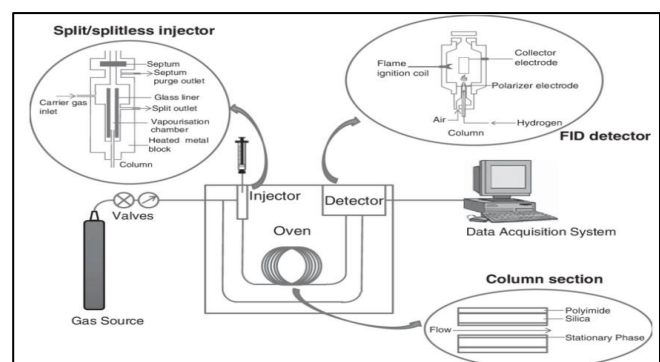 Split/splitless injector
Septum
Septum
purge outlet
Carrier gas
inlet
Glass liner
Split outlet
Vapourisation
chamber
Heated metal
block
Column
Flame
ignition coil
Collector
electrode
Polarizer electrode
Air
Hydrogen
Column
FID detector
Injector
Detector
Valves
Oven
Data Acquisition System
Gas Source
Column section
Polyimide
Silica
Flow
Stationary Phase